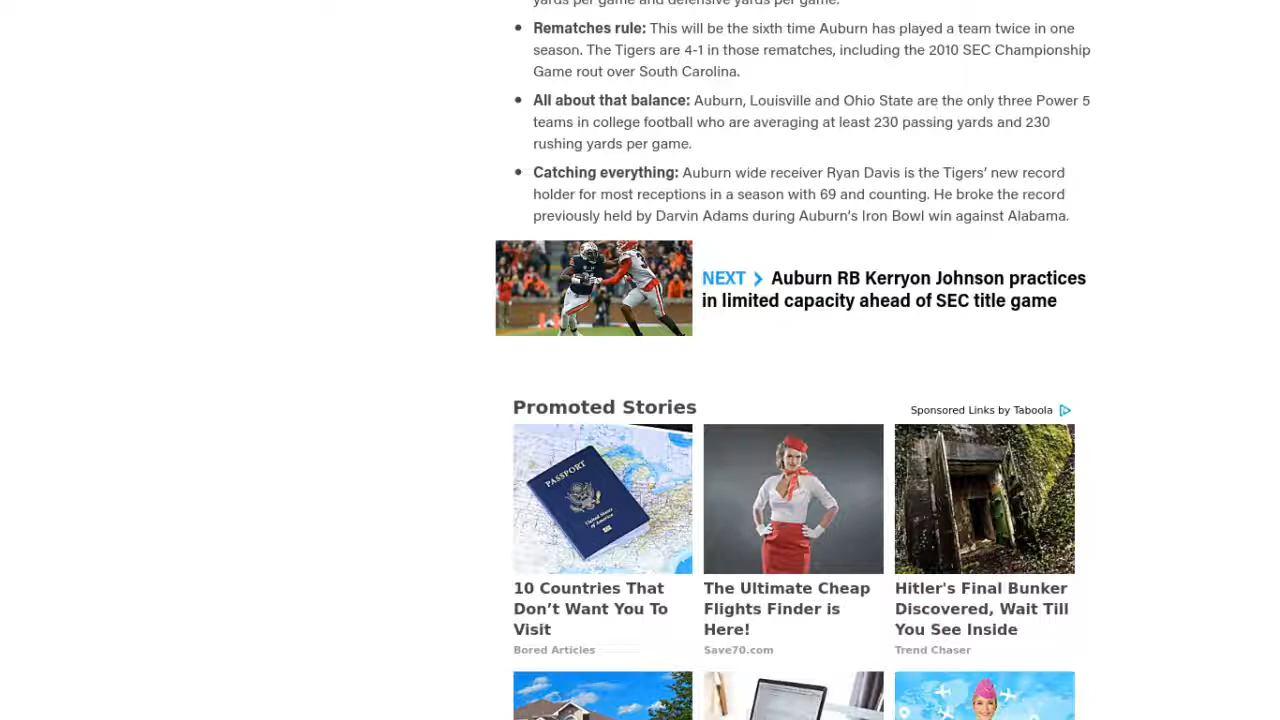 yards per game and defensive yards per game.
• Rematches rule: This will be the sixth time Auburn has played a team twice in one
season. The Tigers are 4-1 in those rematches, including the 2010 SEC Championship
Game rout over South Carolina.
• All about that balance: Auburn, Louisville and Ohio State are the only three Power 5
teams in college football who are averaging at least 230 passing yards and 230
rushing yards per game.
• Catching everything: Auburn wide receiver Ryan Davis is the Tigers’ new record
holder for most receptions in a season with 69 and counting. He broke the record
previously held by Darvin Adams during Auburn’s Iron Bowl win against Alabama.
NEXT > Auburn RB Kerryon Johnson practices
in limited capacity ahead of SEC title game
Promoted Stories
Sponsored Links by Taboola
PASSPORT
United States
of America
10 Countries That
Don’t Want You To
Visit
Bored Articles
The Ultimate Cheap
Flights Finder is
Here!
Save70.com
Hitler's Final Bunker
Discovered, Wait Till
You See Inside
Trend Chaser